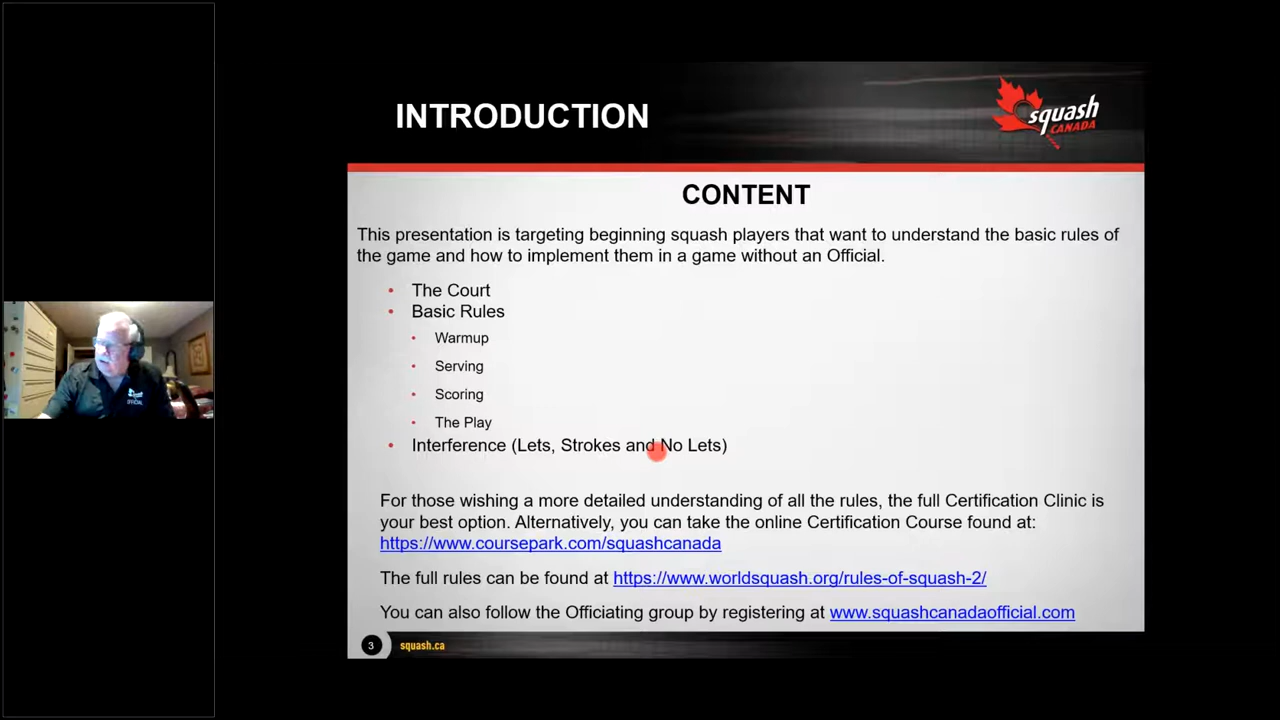 INTRODUCTION
squash
CANADA
CONTENT
This presentation is targeting beginning squash players that want to understand the basic rules of
the game and how to implement them in a game without an Official.
• The Court
• Basic Rules
• Warmup
• Serving
• Scoring
• The Play
• Interference (Lets, Strokes and No Lets)
For those wishing a more detailed understanding of all the rules, the full Certification Clinic is
your best option. Alternatively, you can take the online Certification Course found at:
https://www.coursepark.com/squashcanada
The full rules can be found at https://www.worldsquash.org/rules-of-squash-2/
You can also follow the Officiating group by registering at www.squashcanadaofficial.com
3 squash.ca